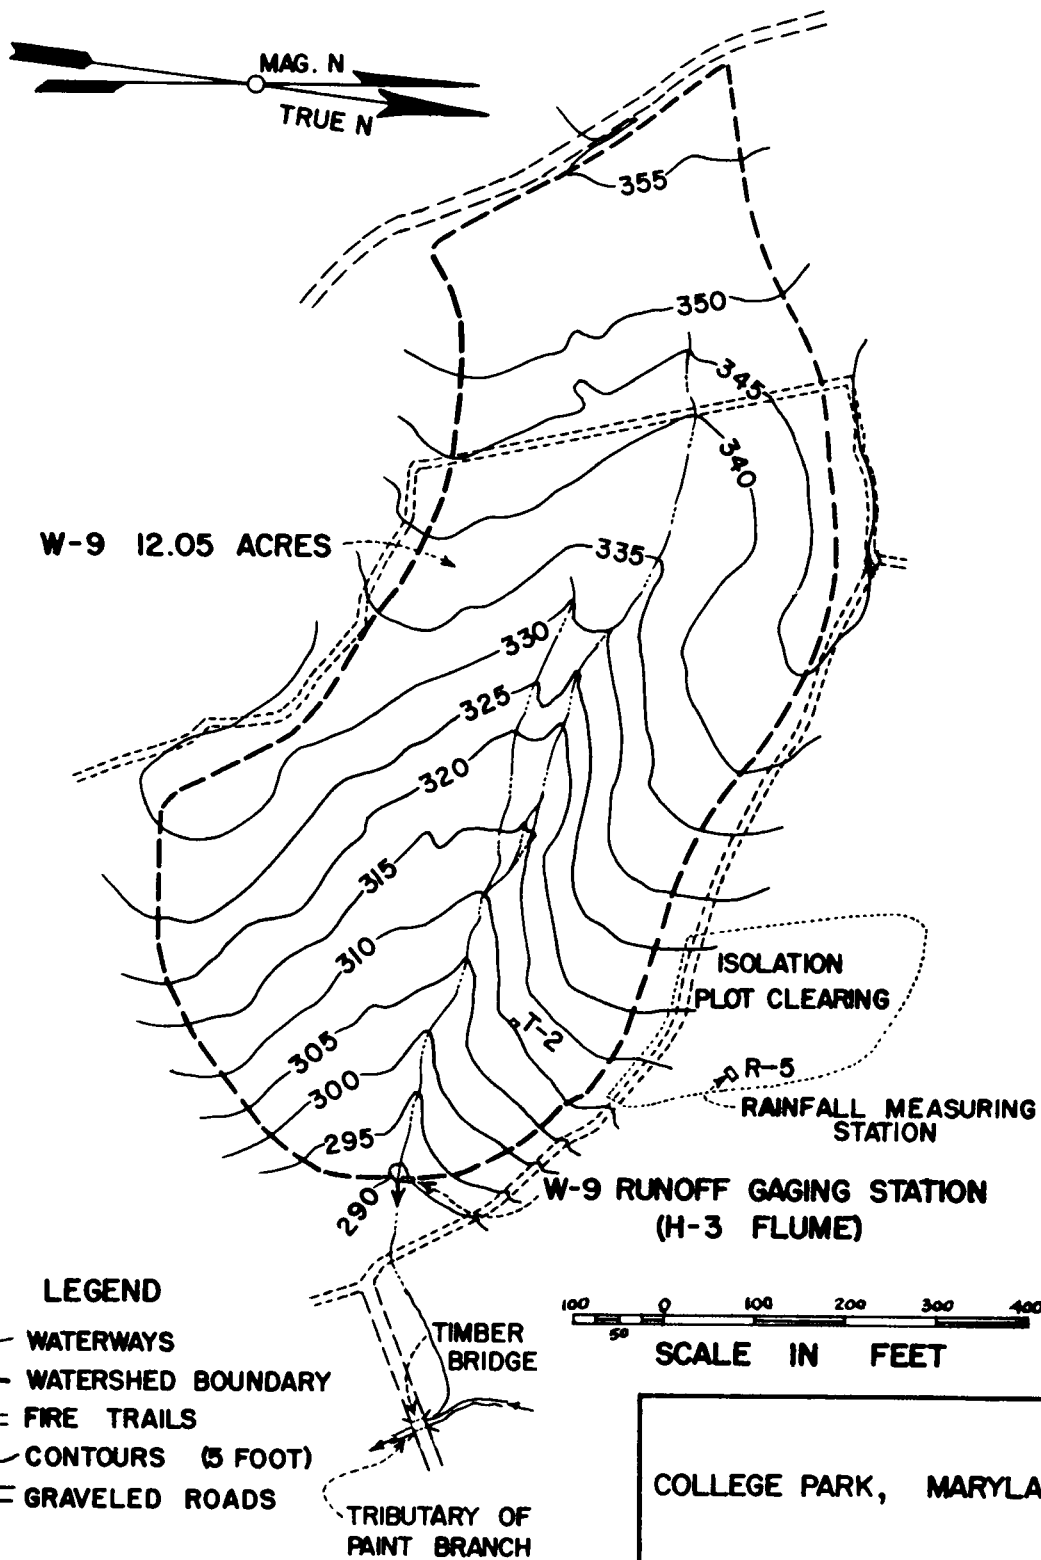 MAG. N
TRUE N
355
350
345
340
W-9 12.05 ACRES
335
330
325
320
315
310
ISOLATION
PLOT CLEARING
T-2
305
R-5
300
RAINFALL MEASURING
STATION
295
W-9 RUNOFF GAGING STATION
(H-3 FLUME)
290
LEGEND
WATERWAYS
WATERSHED BOUNDARY
FIRE TRAILS
CONTOURS (5 FOOT)
GRAVELED ROADS
100 0 100 200 300 400
50
SCALE IN FEET
TIMBER
BRIDGE
TRIBUTARY OF
PAINT BRANCH
COLLEGE PARK, MARYLA